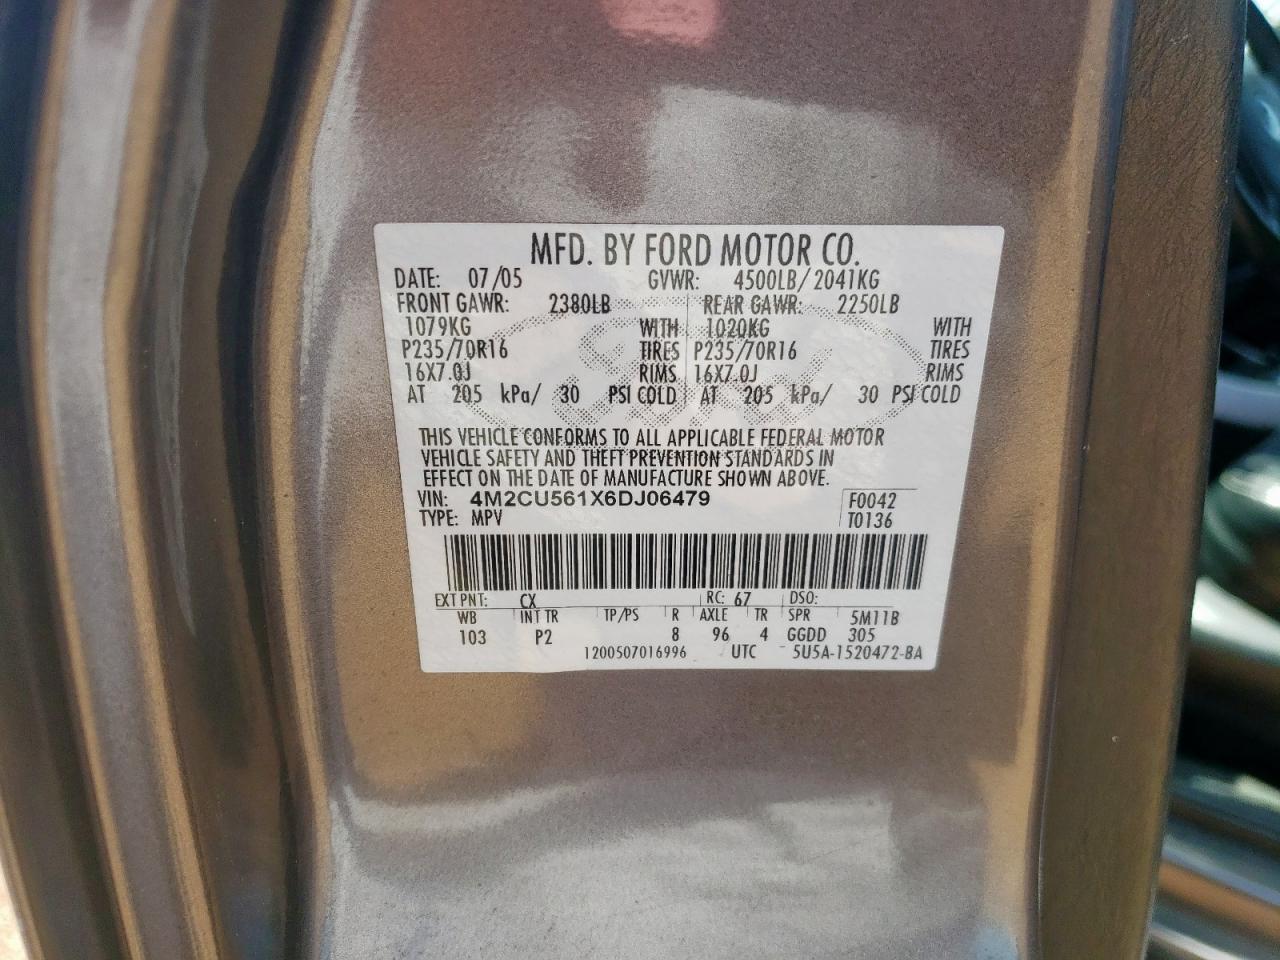 MFD. BY FORD MOTOR CO.
DATE: 07/05 GVWR: 4500LB/2041KG
FRONT GAWR: 2380LB REAR GAWR: 2250LB
1079KG WITH 1020KG WITH
P235/70R16 TIRES P235/70R16 TIRES
16X7.0J RIMS 16X7.0J RIMS
AT 205 kPa/ 30 PSI COLD AT 205 kPa/ 30 PSI COLD
THIS VEHICLE CONFORMS TO ALL APPLICABLE FEDERAL MOTOR
VEHICLE SAFETY AND THEFT PREVENTION STANDARDS IN
EFFECT ON THE DATE OF MANUFACTURE SHOWN ABOVE.
VIN: 4M2CU561X6DJ06479 F0042
TYPE: MPV T0136
EXT PNT: CX RC: 67 DSO:
WB INT TR TP/PS R AXLE TR SPR 5M11B
103 P2 8 96 4 GGDD 305
1200507016996 UTC 5U5A-1520472-BA